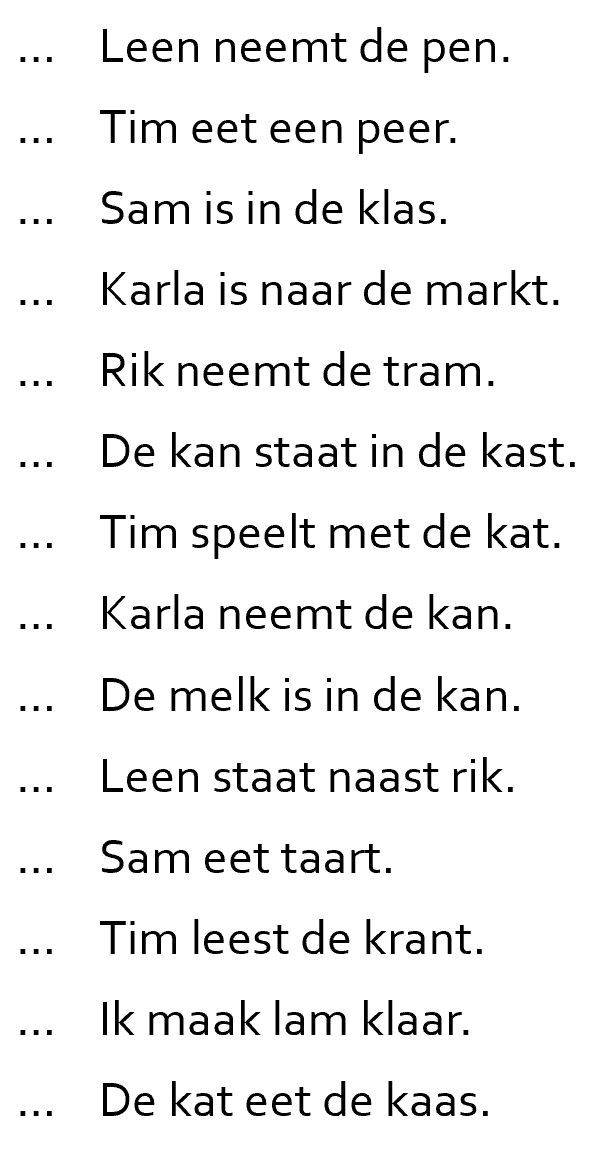 ... Leen neemt de pen.
... Tim eet een peer.
... Sam is in de klas.
... Karla is naar de markt.
... Rik neemt de tram.
... De kan staat in de kast.
... Tim speelt met de kat.
... Karla neemt de kan.
... De melk is in de kan.
... Leen staat naast rik.
... Sam eet taart.
... Tim leest de krant.
... Ik maak lam klaar.
... De kat eet de kaas.